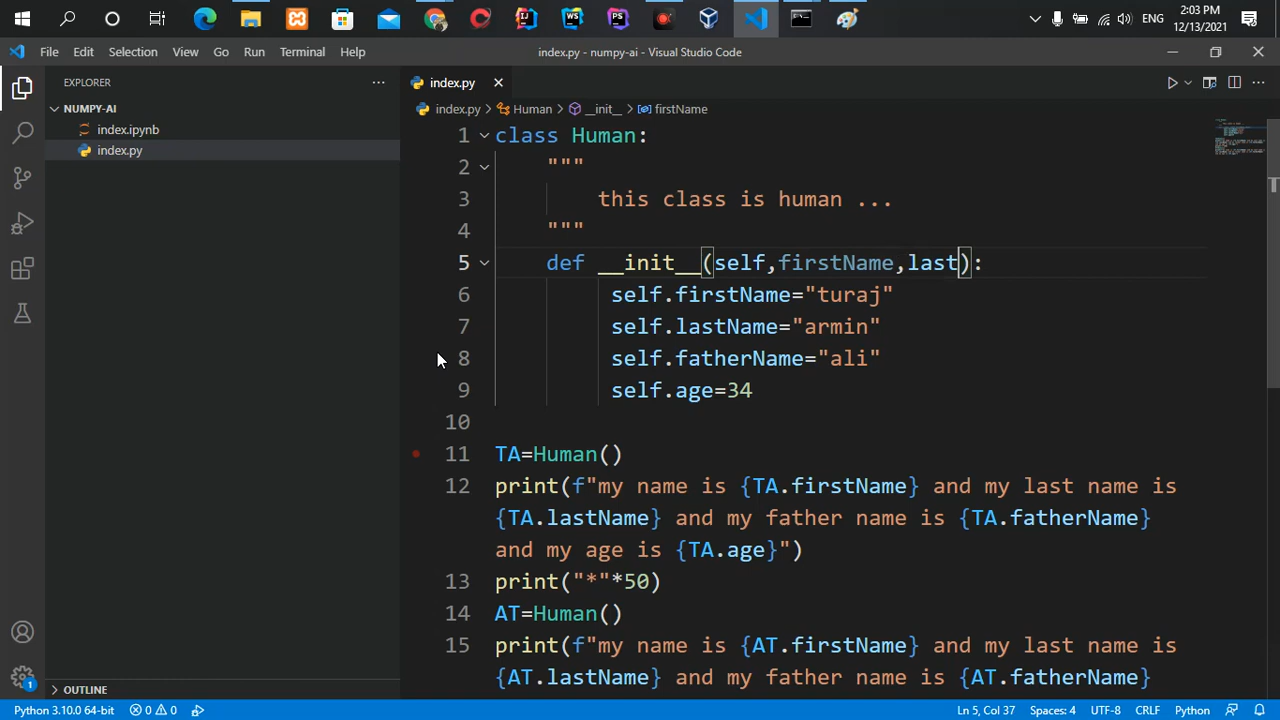 ENG
2:03 PM
12/13/2021
File Edit Selection View Go Run Terminal Help
index.py - numpy-ai - Visual Studio Code
EXPLORER
index.py
NUMPY-AI
index.py > Human > __init__ > firstName
index.ipynb
index.py
1 class Human:
2 """
3 this class is human ...
4 """
5 def __init__(self,firstName,last):
6 self.firstName="turaj"
7 self.lastName="armin"
8 self.fatherName="ali"
9 self.age=34
10
11 TA=Human()
12 print(f"my name is {TA.firstName} and my last name is
{TA.lastName} and my father name is {TA.fatherName}
and my age is {TA.age}")
13 print("*"*50)
14 AT=Human()
15 print(f"my name is {AT.firstName} and my last name is
{AT.lastName} and my father name is {AT.fatherName}
OUTLINE
1
Python 3.10.0 64-bit 0 0 Ln 5, Col 37 Spaces: 4 UTF-8 CRLF Python